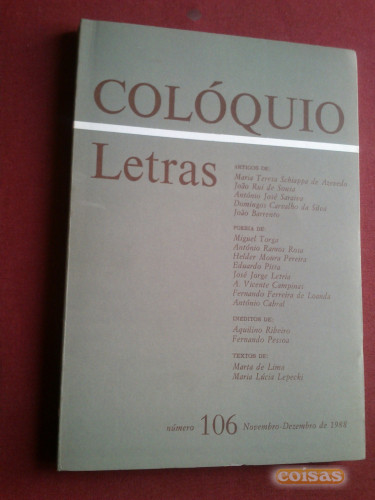 COLÓQUIO
Letras
ARTIGOS DE:
Maria Teresa Schiappa de Azevedo
João Rui de Sousa
António José Saraiva
Domingos Carvalho da Silva
João Barrento
POESIA DE:
Miguel Torga
António Ramos Rosa
Helder Moura Pereira
Eduardo Pitta
José Jorge Letria
A. Vicente Campinas
Fernando Ferreira de Loanda
António Cabral
INÉDITOS DE:
Aquilino Ribeiro
Fernando Pessoa
TEXTOS DE:
Marta de Lima
Maria Lúcia Lepecki
número 106 Novembro-Dezembro de 1988
coisas